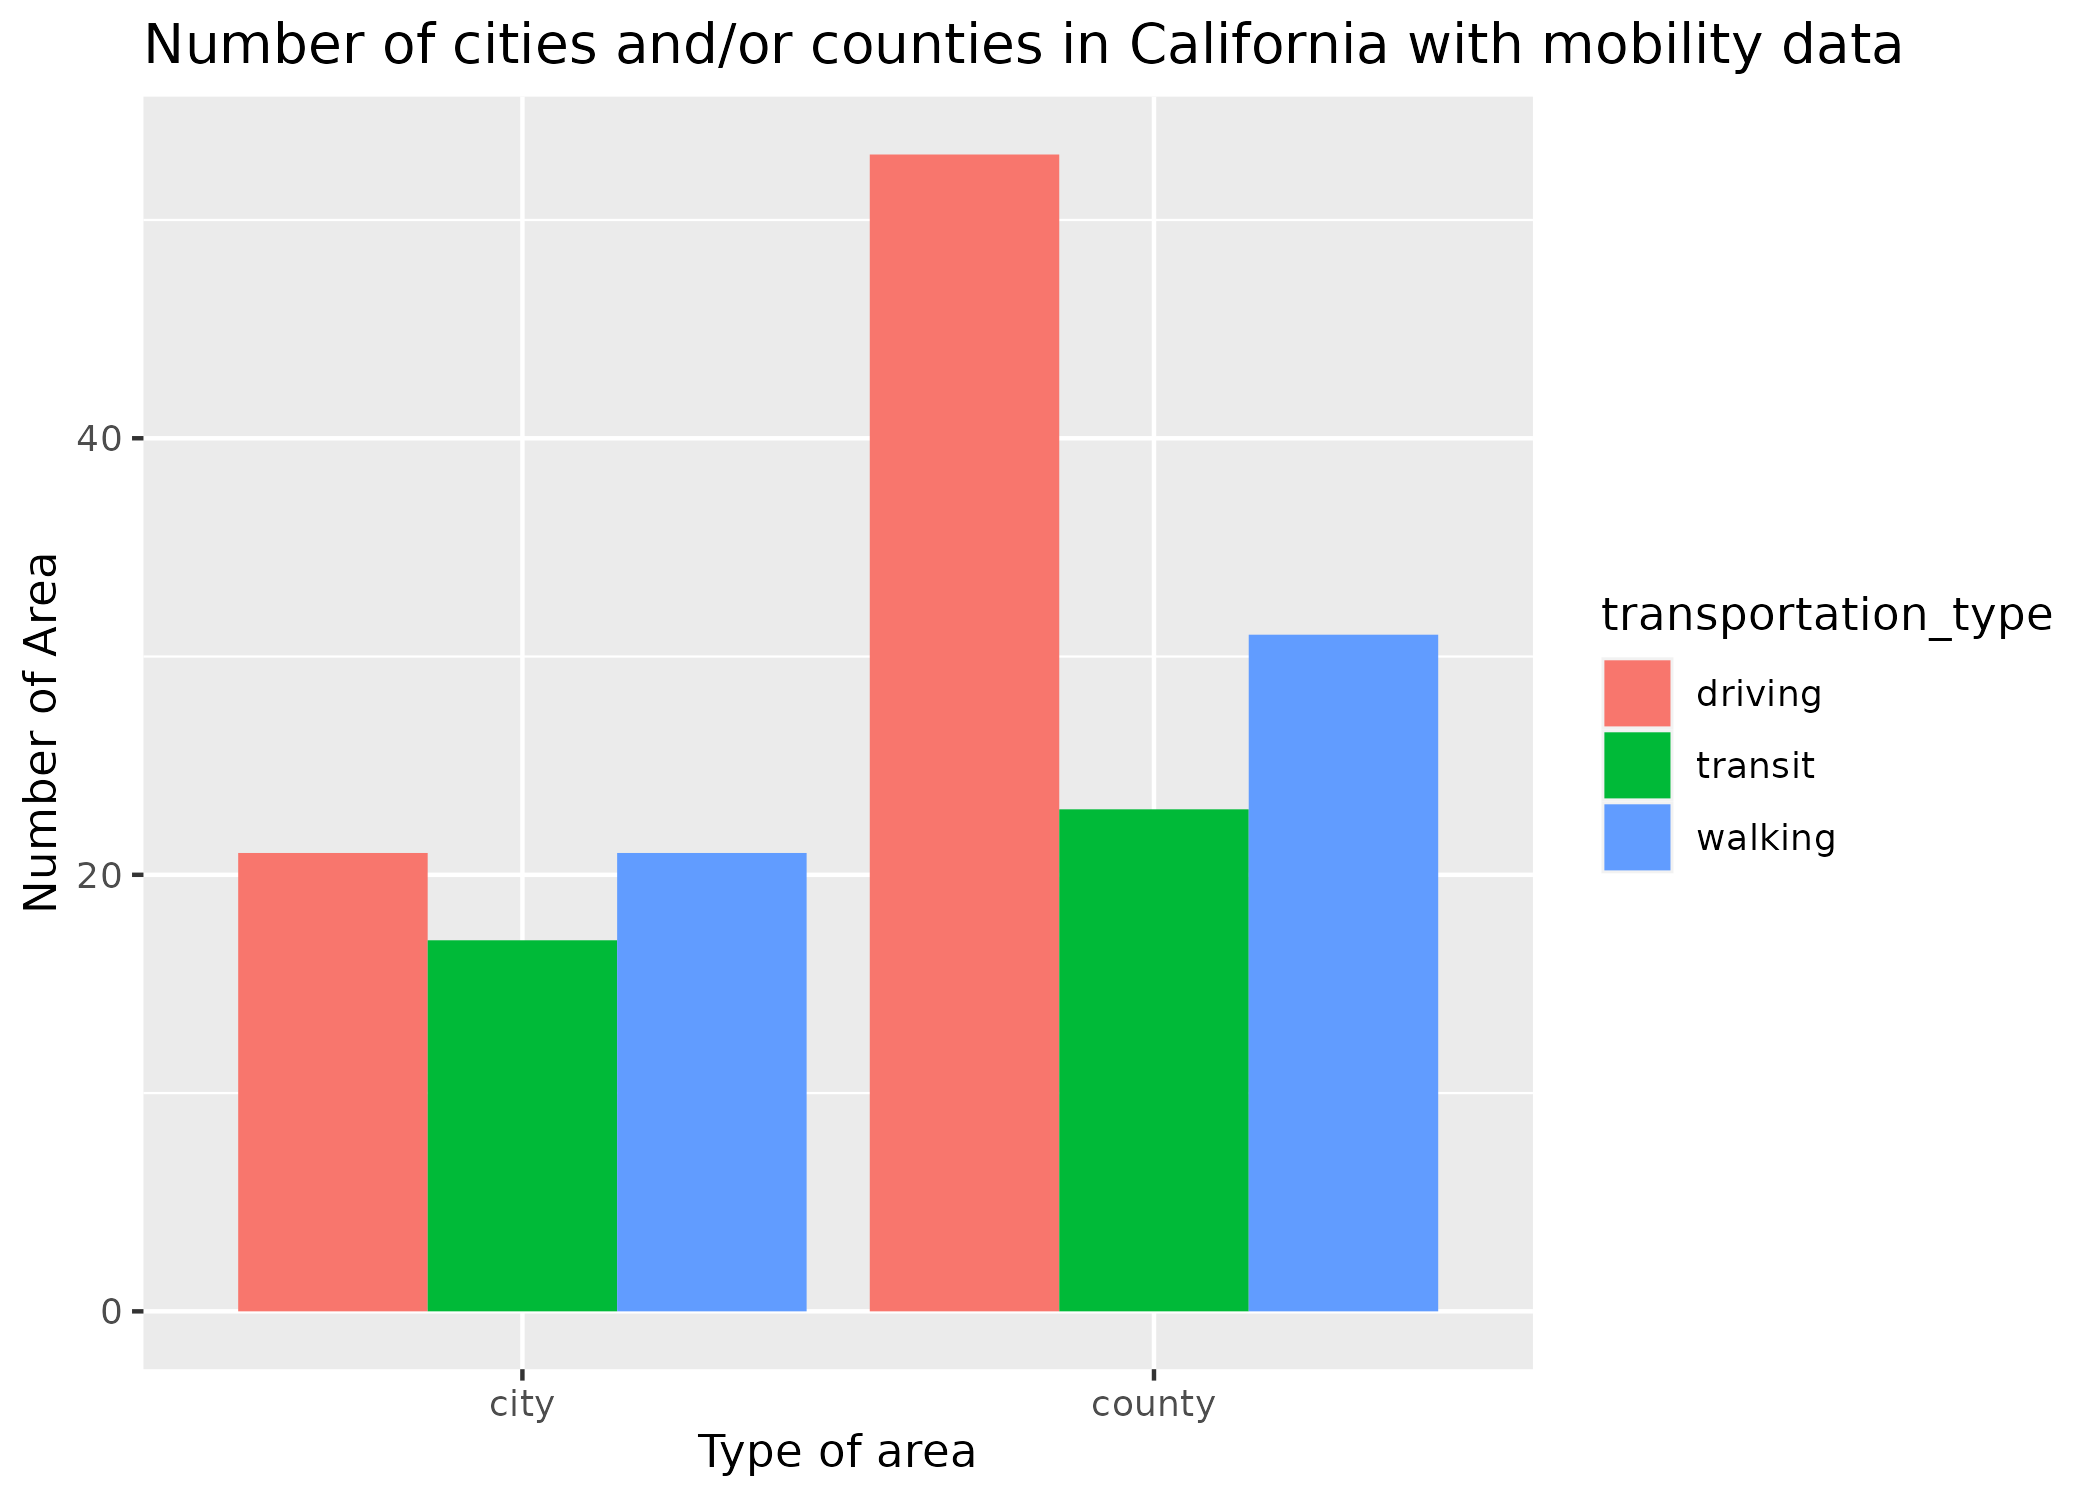 Number of cities and/or counties in California with mobility data
Number of Area
40
20
0
city
county
Type of area
transportation_type
driving
transit
walking